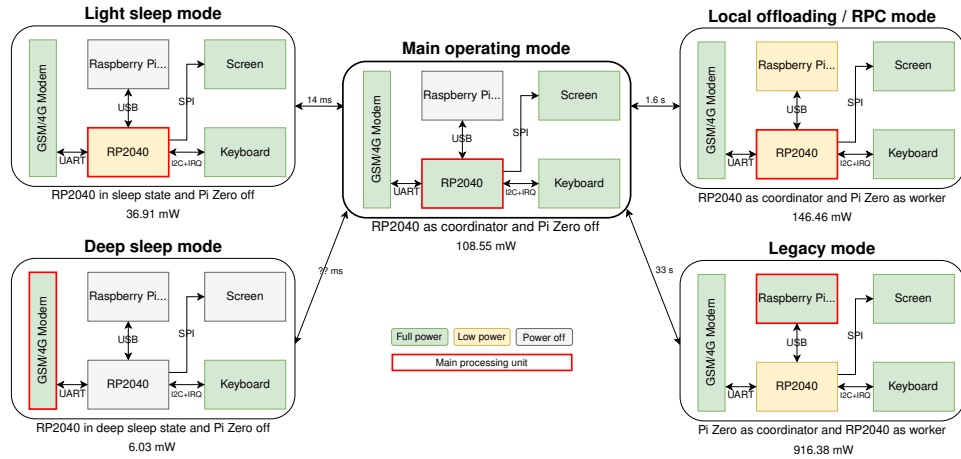 Light sleep mode
GSM/4G Modem
Raspberry Pi...
Screen
USB
SPI
UART
RP2040
I2C+IRQ
Keyboard
RP2040 in sleep state and Pi Zero off
36.91 mW
14 ms
Main operating mode
GSM/4G Modem
Raspberry Pi...
Screen
USB
SPI
UART
RP2040
I2C+IRQ
Keyboard
RP2040 as coordinator and Pi Zero off
108.55 mW
1.6 s
Local offloading / RPC mode
GSM/4G Modem
Raspberry Pi...
Screen
USB
SPI
UART
RP2040
I2C+IRQ
Keyboard
RP2040 as coordinator and Pi Zero as worker
146.46 mW
Deep sleep mode
GSM/4G Modem
Raspberry Pi...
Screen
USB
SPI
UART
RP2040
I2C+IRQ
Keyboard
RP2040 in deep sleep state and Pi Zero off
6.03 mW
?? ms
Full power
Low power
Power off
Main processing unit
33 s
Legacy mode
GSM/4G Modem
Raspberry Pi...
Screen
USB
SPI
UART
RP2040
I2C+IRQ
Keyboard
Pi Zero as coordinator and RP2040 as worker
916.38 mW